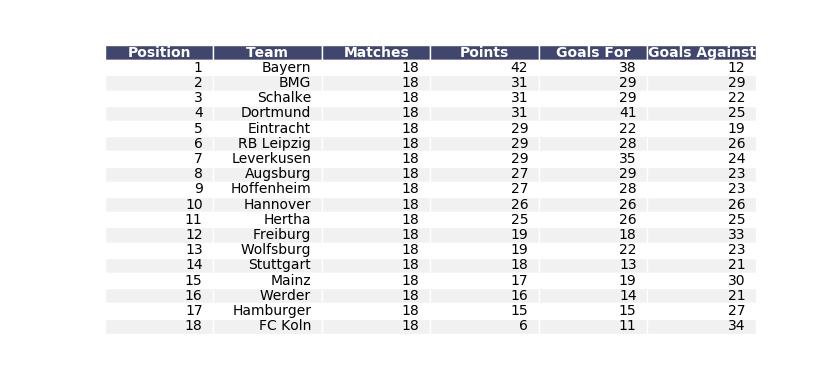 Position Team Matches Points Goals For Goals Against
1 Bayern 18 42 38 12
2 BMG 18 31 29 29
3 Schalke 18 31 29 22
4 Dortmund 18 31 41 25
5 Eintracht 18 29 22 19
6 RB Leipzig 18 29 28 26
7 Leverkusen 18 29 35 24
8 Augsburg 18 27 29 23
9 Hoffenheim 18 27 28 23
10 Hannover 18 26 26 26
11 Hertha 18 25 26 25
12 Freiburg 18 19 18 33
13 Wolfsburg 18 19 22 23
14 Stuttgart 18 18 13 21
15 Mainz 18 17 19 30
16 Werder 18 16 14 21
17 Hamburger 18 15 15 27
18 FC Koln 18 6 11 34